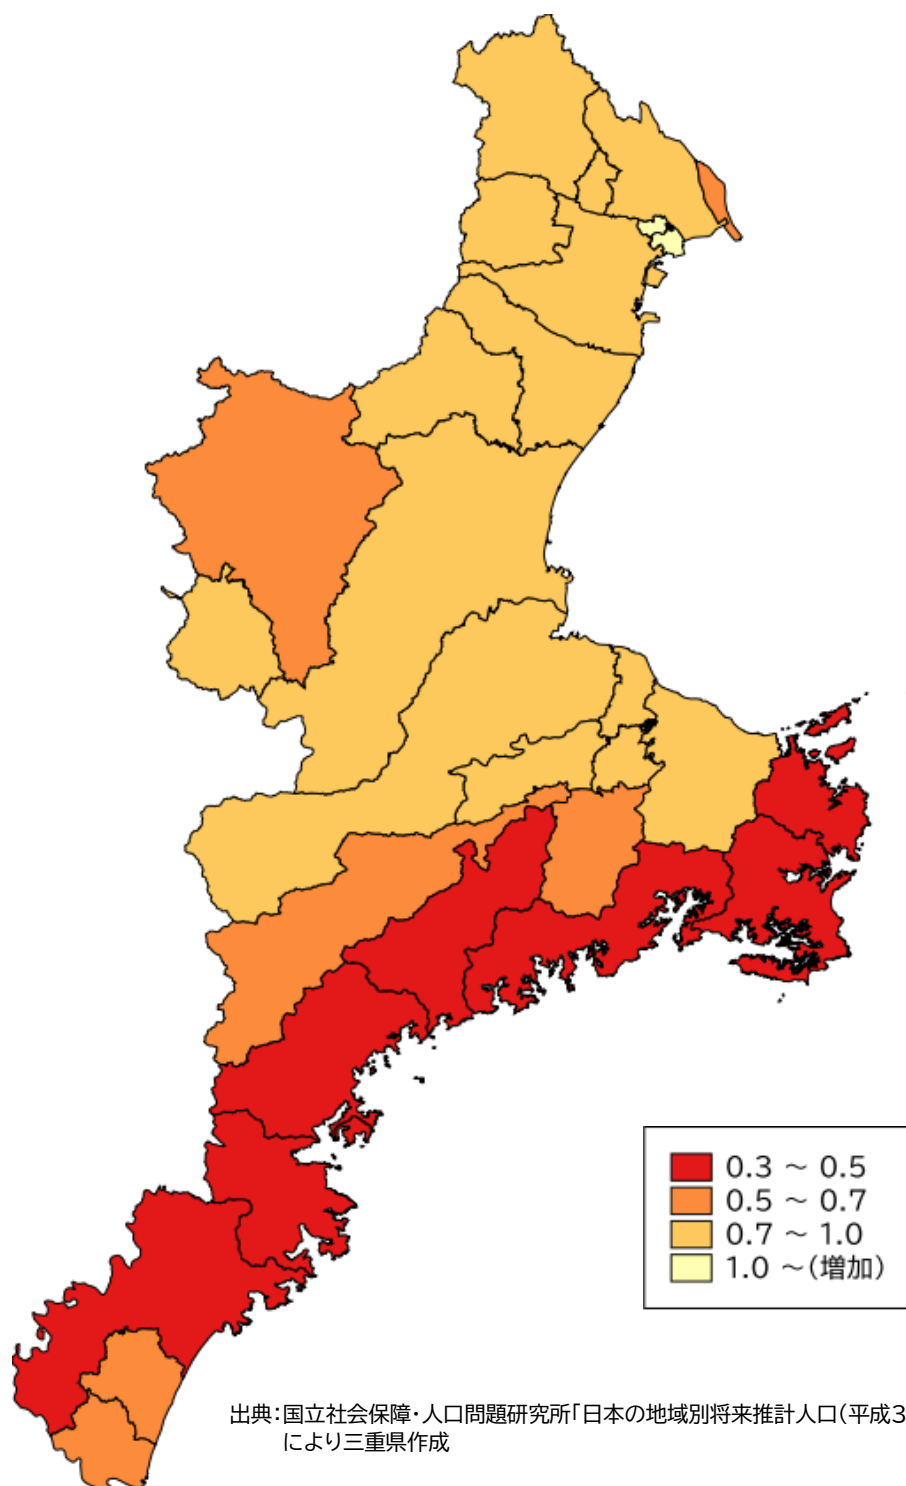 0.3 ～ 0.5
0.5 ～ 0.7
0.7 ～ 1.0
1.0 ～(増加)
出典：国立社会保障・人口問題研究所「日本の地域別将来推計人口（平成3
により三重県作成